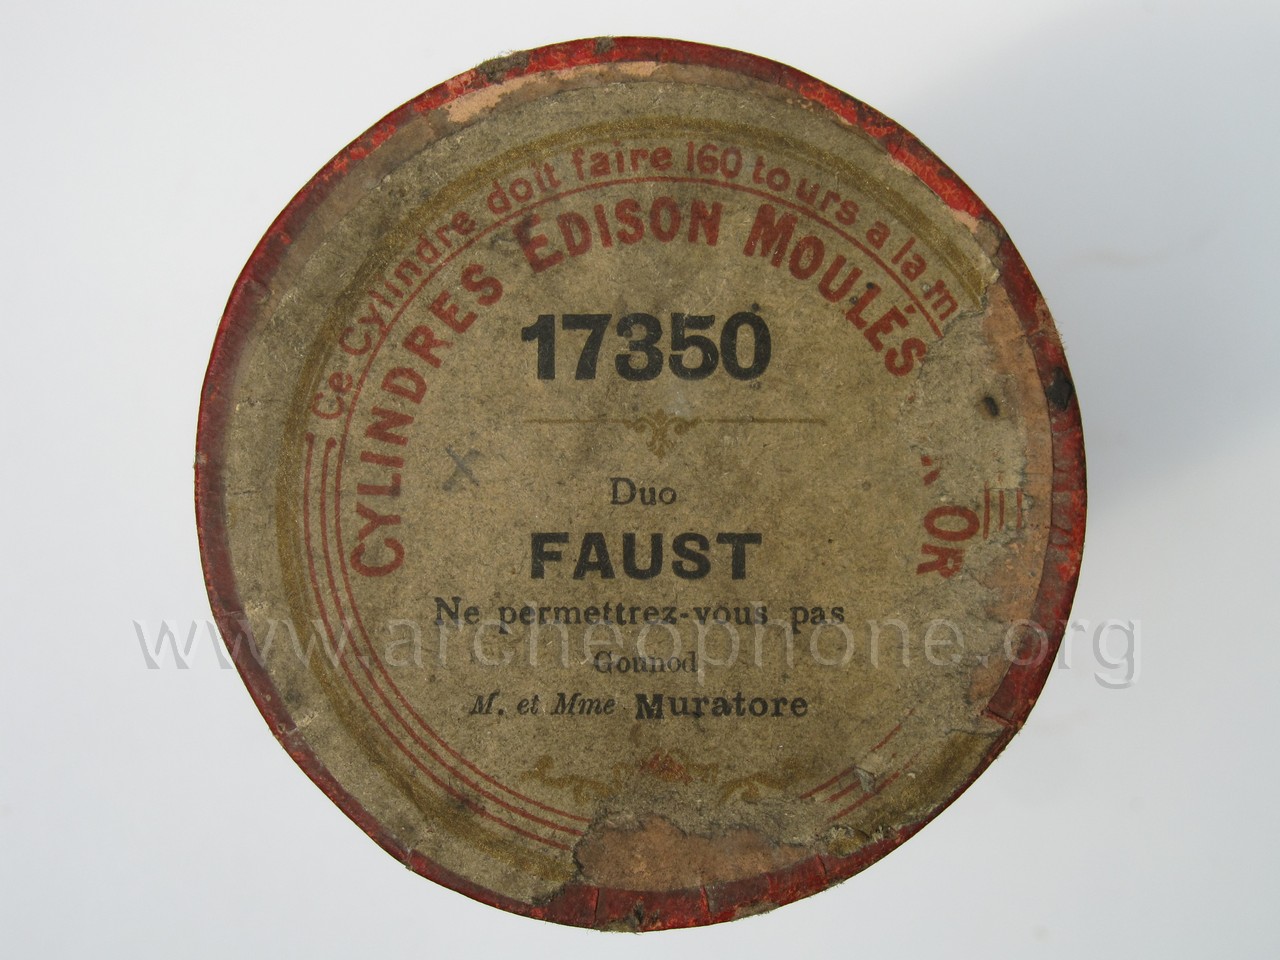 Ce Cylindre doit faire 160 tours a la m
CYLINDRES EDISON MOULÉS OR
17350
Duo
FAUST
Ne permettrez-vous pas
www.archeophone.org
Gounod
M. et Mme Muratore